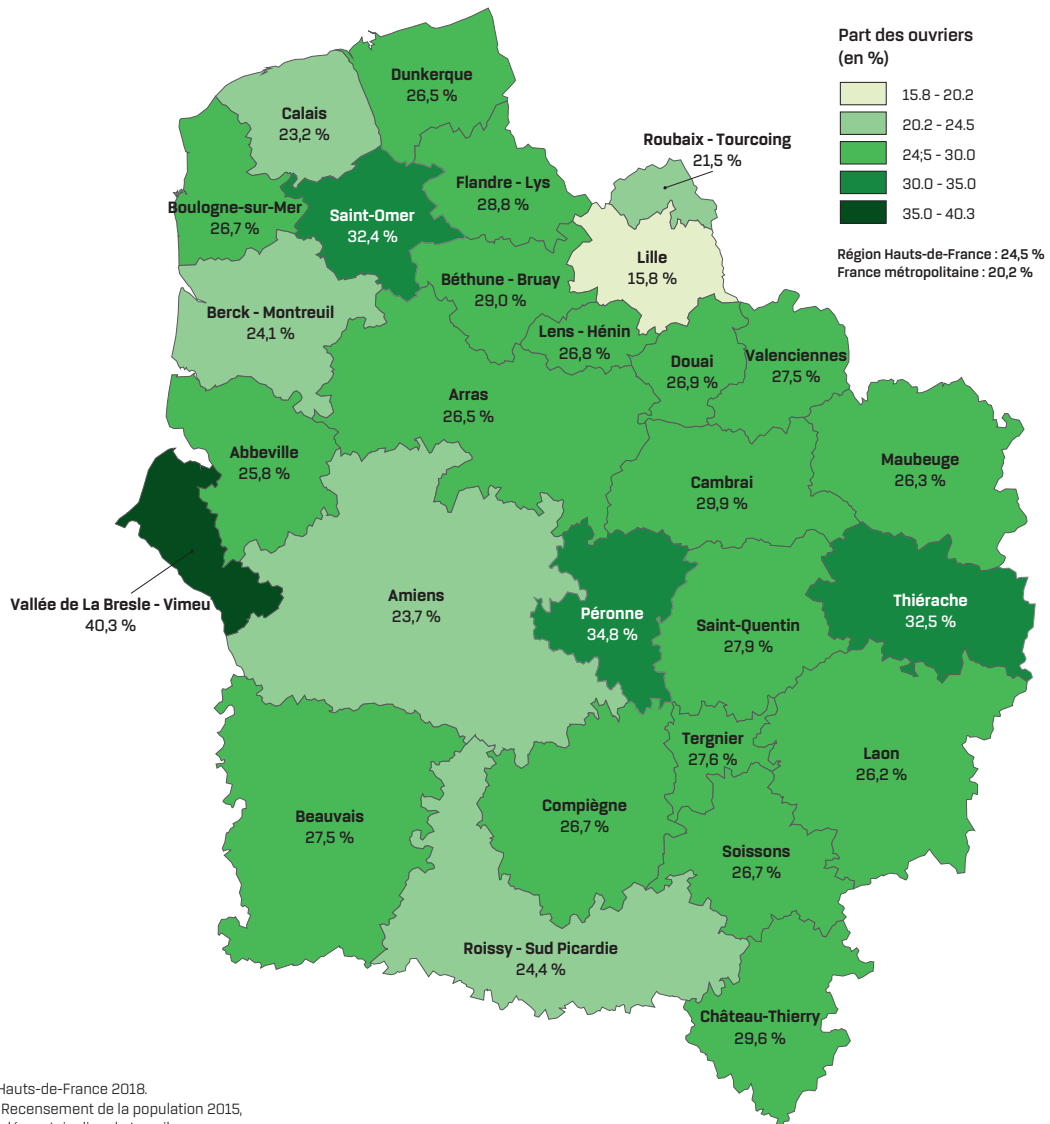 Part des ouvriers
(en %)
15.8 - 20.2
20.2 - 24.5
24;5 - 30.0
30.0 - 35.0
35.0 - 40.3
Région Hauts-de-France : 24,5 %
France métropolitaine : 20,2 %
Dunkerque
26,5 %
Calais
23,2 %
Roubaix - Tourcoing
21,5 %
Flandre - Lys
28,8 %
Boulogne-sur-Mer
26,7 %
Saint-Omer
32,4 %
Lille
15,8 %
Béthune - Bruay
29,0 %
Berck - Montreuil
24,1 %
Lens - Hénin
26,8 %
Douai
26,9 %
Valenciennes
27,5 %
Arras
26,5 %
Abbeville
25,8 %
Cambrai
29,9 %
Maubeuge
26,3 %
Vallée de La Bresle - Vimeu
40,3 %
Amiens
23,7 %
Péronne
34,8 %
Saint-Quentin
27,9 %
Thiérache
32,5 %
Tergnier
27,6 %
Laon
26,2 %
Beauvais
27,5 %
Compiègne
26,7 %
Soissons
26,7 %
Roissy - Sud Picardie
24,4 %
Château-Thierry
29,6 %
Hauts-de-France 2018.
Recensement de la population 2015,